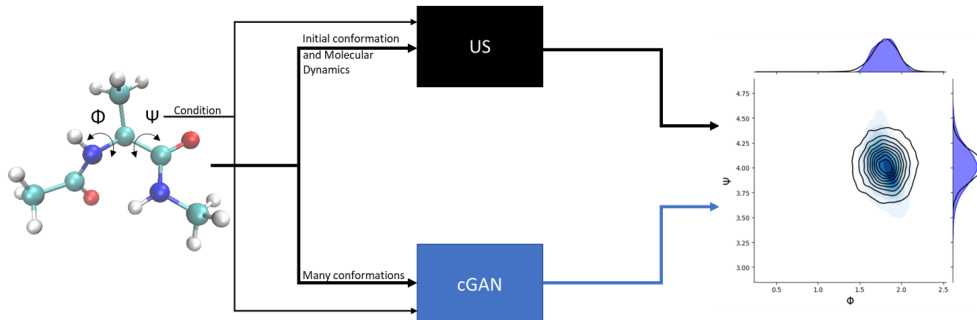 Φ
Ψ
Condition
Initial conformation
and Molecular
Dynamics
US
Many conformations
cGAN
4.75
4.50
4.25
4.00
3.75
3.50
3.25
3.00
Ψ
0.5
1.0
1.5
2.0
2.5
Φ